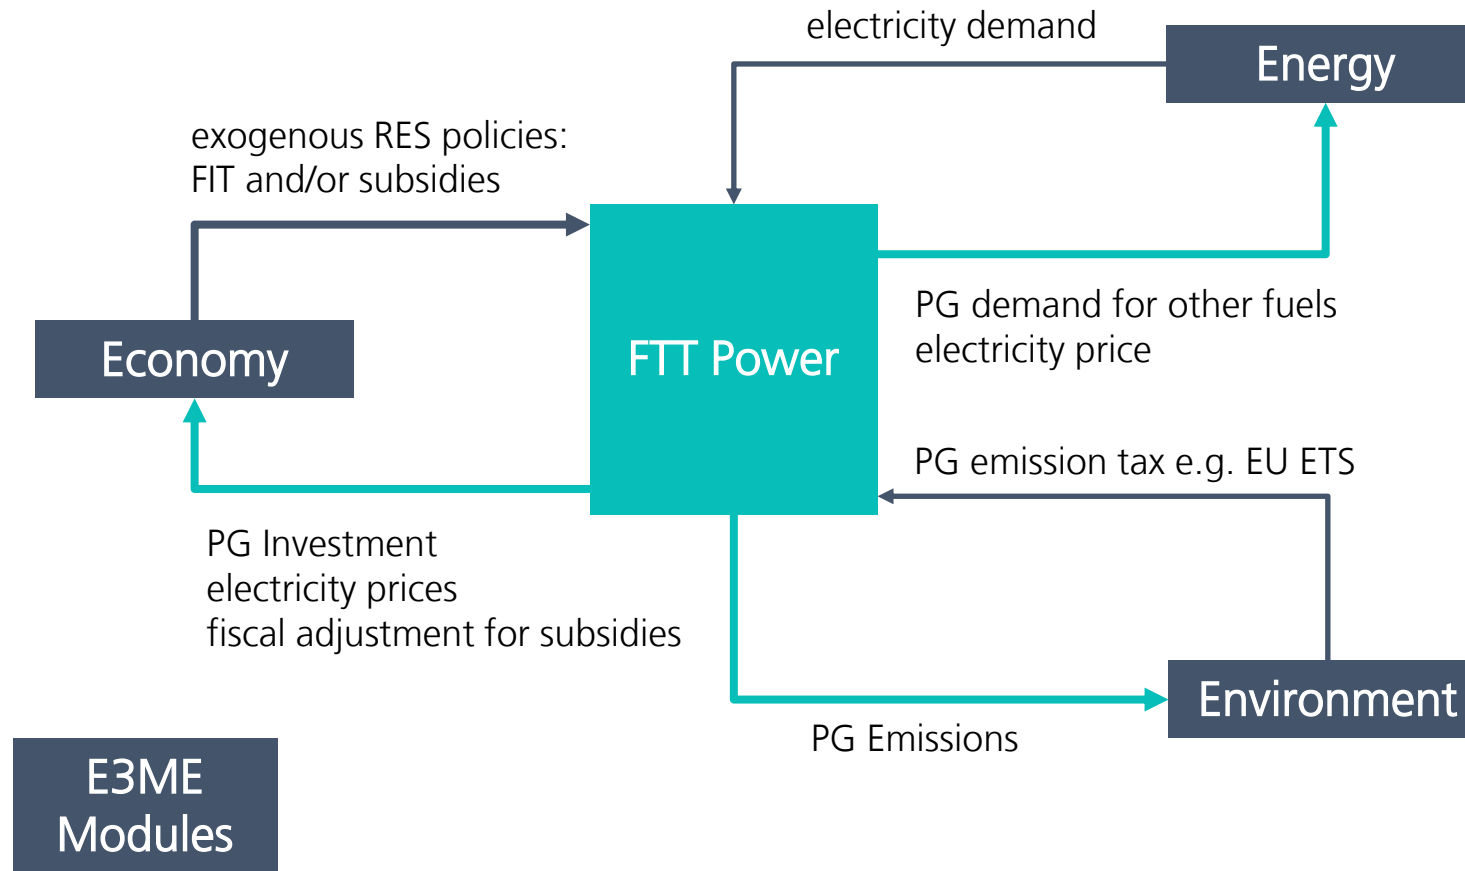 electricity demand
Energy
exogenous RES policies:
FIT and/or subsidies
FTT Power
PG demand for other fuels
electricity price
Economy
PG emission tax e.g. EU ETS
PG Investment
electricity prices
fiscal adjustment for subsidies
Environment
PG Emissions
E3ME
Modules